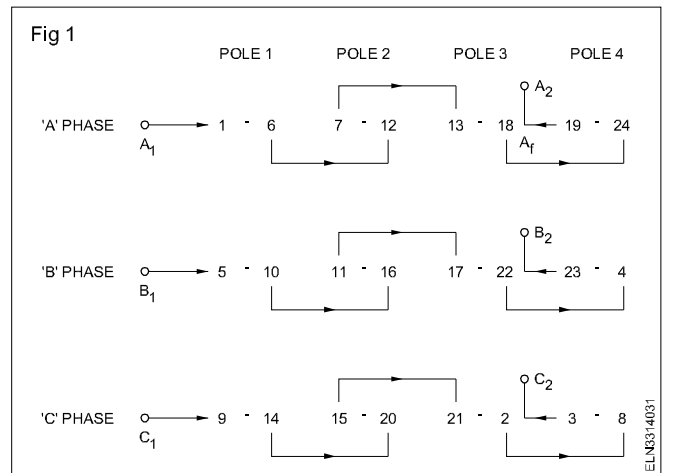 Fig 1
POLE 1 POLE 2 POLE 3 POLE 4
A2
'A' PHASE 1 - 6 7 - 12 13 - 18 19 - 24
A1 Af
B2
'B' PHASE 5 - 10 11 - 16 17 - 22 23 - 4
B1
C2
'C' PHASE 9 - 14 15 - 20 21 - 2 3 - 8
C1
ELN3314031